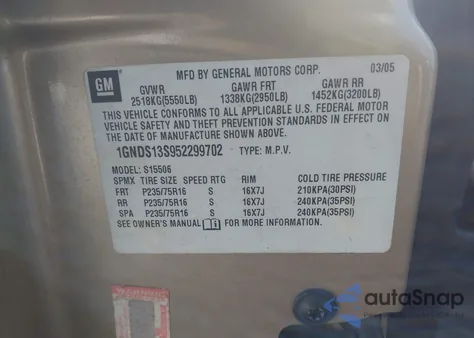 GM
MFD BY GENERAL MOTORS CORP. 03/05
GVWR GAWR FRT GAWR RR
2518KG(5550LB) 1338KG(2950LB) 1452KG(3200LB)
THIS VEHICLE CONFORMS TO ALL APPLICABLE U.S. FEDERAL MOTOR
VEHICLE SAFETY AND THEFT PREVENTION STANDARDS IN EFFECT ON
THE DATE OF MANUFACTURE SHOWN ABOVE.
1GNDS13S952299702 TYPE: M.P.V.
MODEL: S15506
SPMX TIRE SIZE SPEED RTG RIM COLD TIRE PRESSURE
FRT P235/75R16 S 16X7J 210KPA(30PSI)
RR P235/75R16 S 16X7J 240KPA(35PSI)
SPA P235/75R16 S 16X7J 240KPA(35PSI)
SEE OWNER'S MANUAL FOR MORE INFORMATION.
WARNING
autoSnap